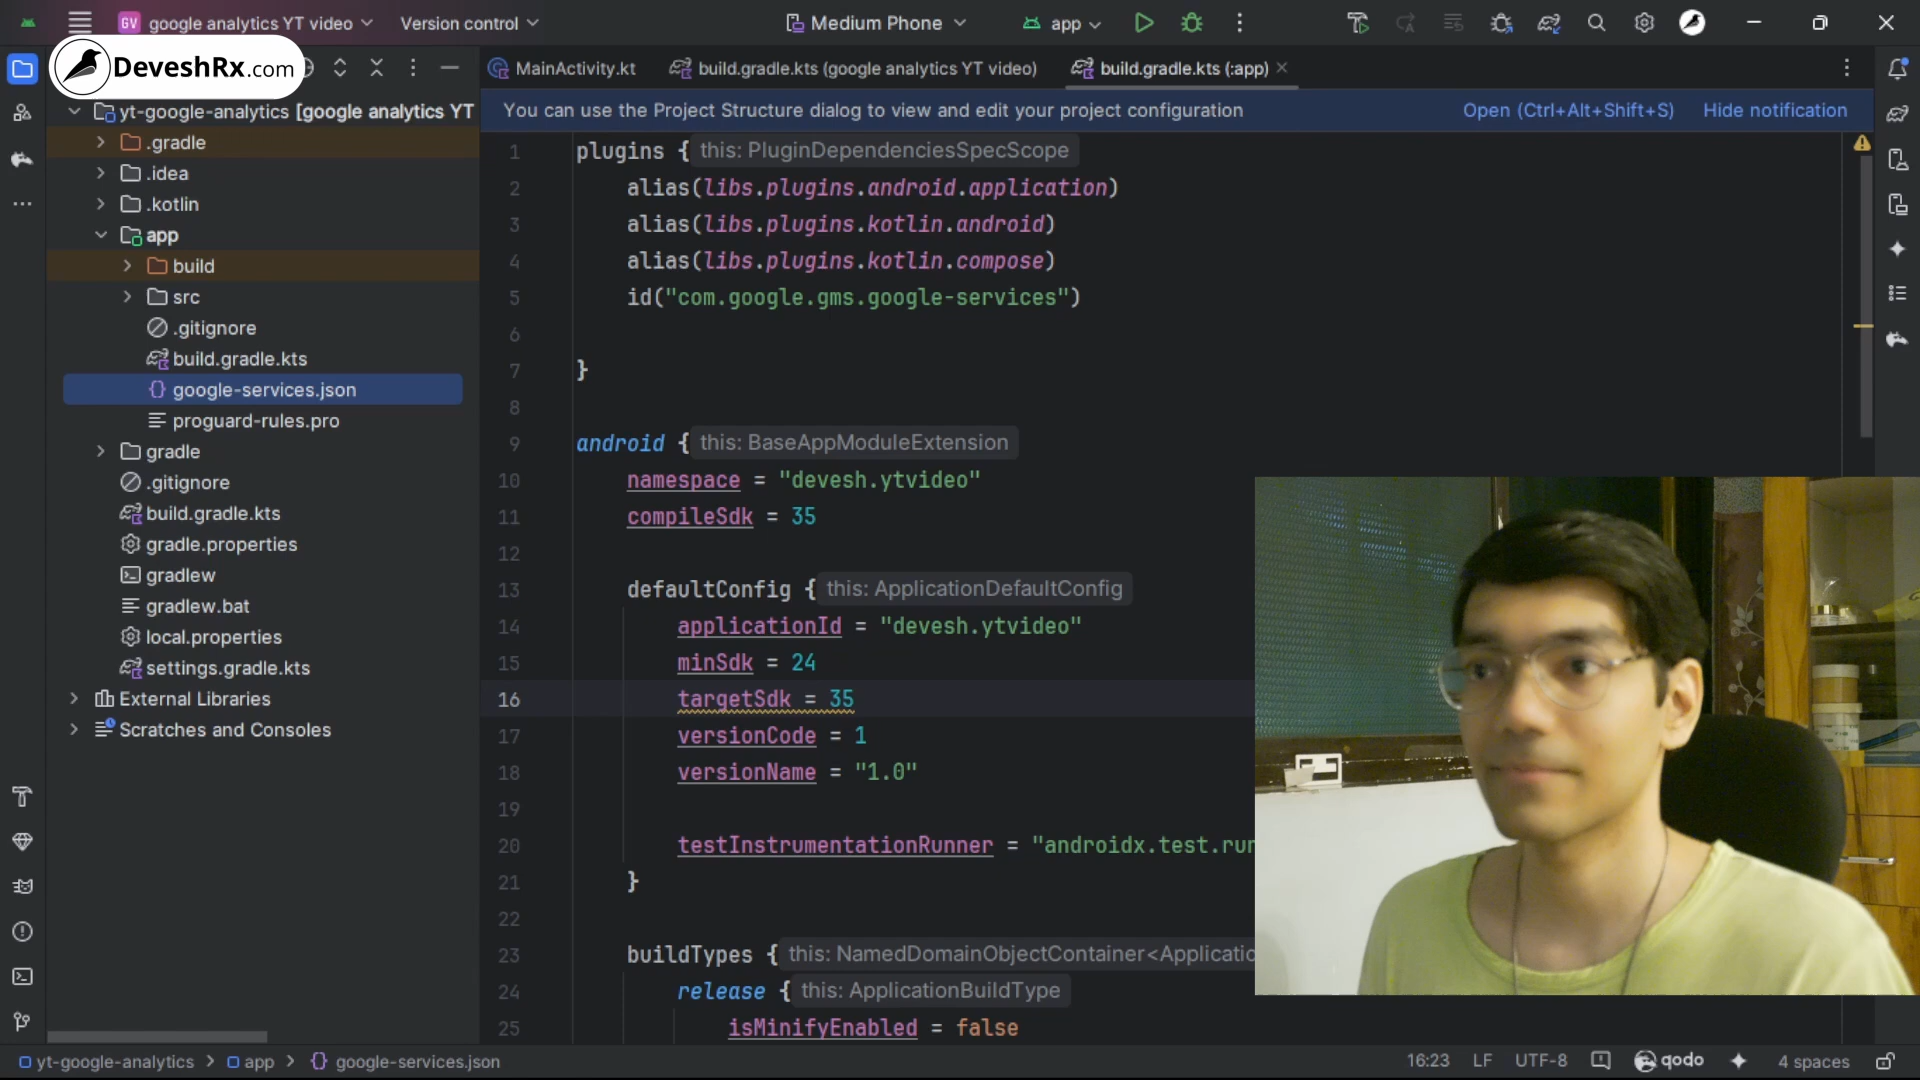 GV google analytics YT video
Version control
Medium Phone
app
DeveshRx.com
MainActivity.kt
build.gradle.kts (google analytics YT video)
build.gradle.kts (:app)
You can use the Project Structure dialog to view and edit your project configuration
Open (Ctrl+Alt+Shift+S)
Hide notification
yt-google-analytics [google analytics YT
.gradle
.idea
.kotlin
app
build
src
.gitignore
build.gradle.kts
google-services.json
proguard-rules.pro
gradle
.gitignore
build.gradle.kts
gradle.properties
gradlew
gradlew.bat
local.properties
settings.gradle.kts
External Libraries
Scratches and Consoles
1 plugins { this: PluginDependenciesSpecScope
2 alias(libs.plugins.android.application)
3 alias(libs.plugins.kotlin.android)
4 alias(libs.plugins.kotlin.compose)
5 id("com.google.gms.google-services")
6
7 }
8
9 android { this: BaseAppModuleExtension
10 namespace = "devesh.ytvideo"
11 compileSdk = 35
12
13 defaultConfig { this: ApplicationDefaultConfig
14 applicationId = "devesh.ytvideo"
15 minSdk = 24
16 targetSdk = 35
17 versionCode = 1
18 versionName = "1.0"
19
20 testInstrumentationRunner = "androidx.test.run
21 }
22
23 buildTypes { this: NamedDomainObjectContainer<Applicatio
24 release { this: ApplicationBuildType
25 isMinifyEnabled = false
yt-google-analytics > app > google-services.json
16:23 LF UTF-8 qodo 4 spaces